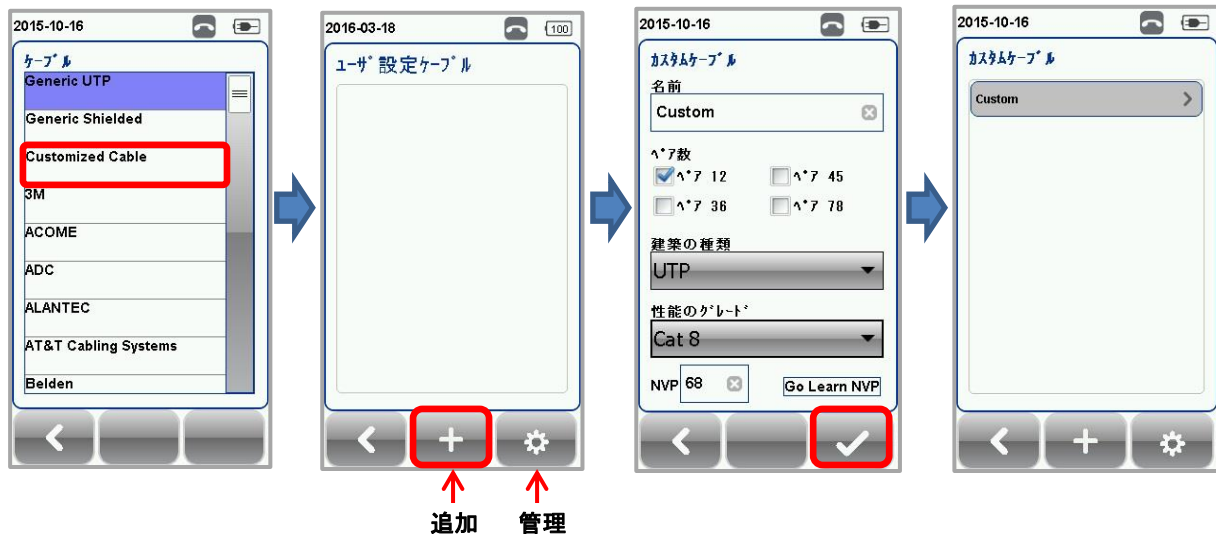 2015-10-16
ケーブル
Generic UTP
Generic Shielded
Customized Cable
3M
ACOME
ADC
ALANTEC
AT&T Cabling Systems
Belden
2016-03-18
100
ユーザ設定ケーブル
追加
管理
2015-10-16
カスタムケーブル
名前
Custom
ペア数
ペア 12
ペア 45
ペア 36
ペア 78
建築の種類
UTP
性能のグレード
Cat 8
NVP 68
Go Learn NVP
2015-10-16
カスタムケーブル
Custom